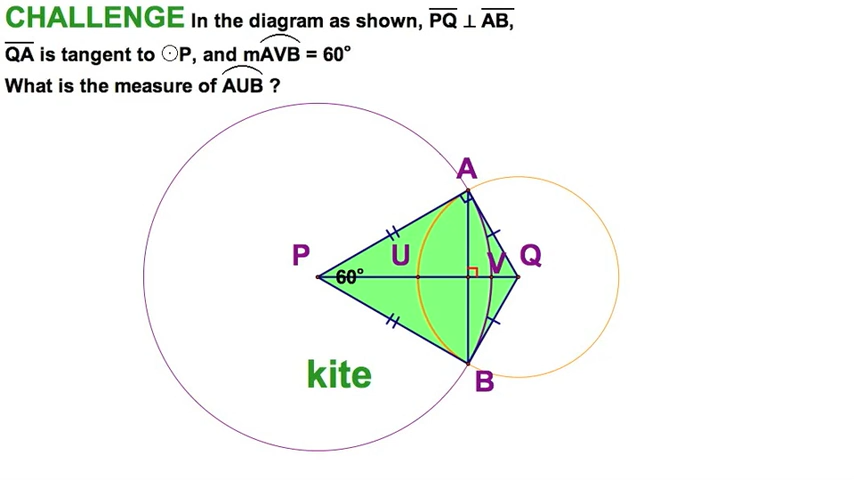 CHALLENGE In the diagram as shown, PQ ⊥ AB,
QA is tangent to ⊙P, and mAVB = 60°
What is the measure of AUB ?
A
P
60°
U
V
Q
B
kite